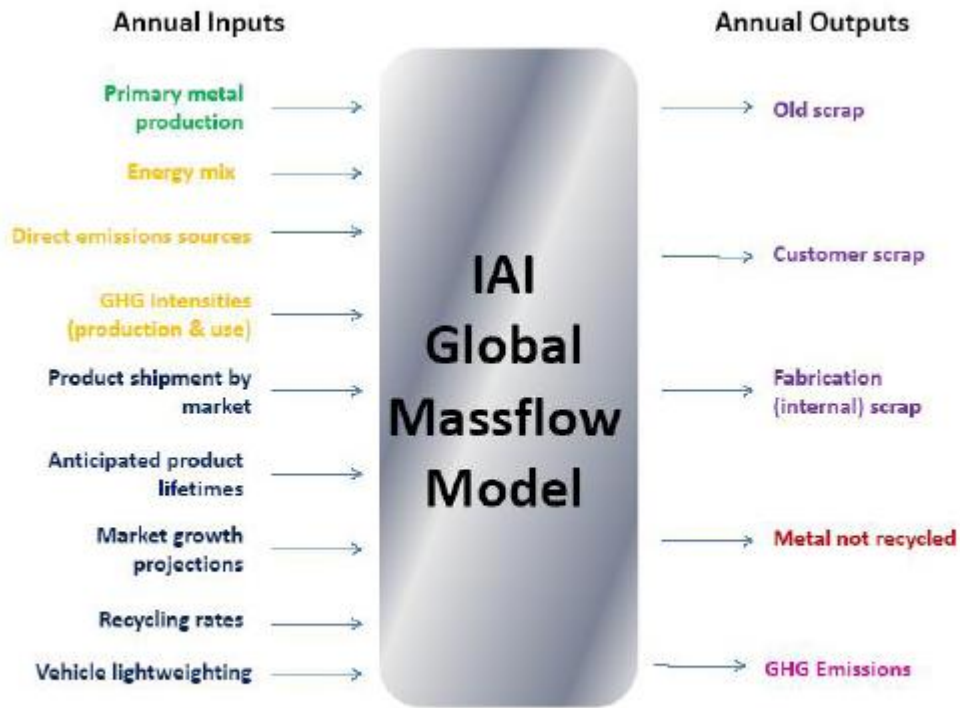 Annual Inputs
Annual Outputs
Primary metal
production
Energy mix
Direct emissions sources
GHG Intensities
(production & use)
Product shipment by
market
Anticipated product
lifetimes
Market growth
projections
Recycling rates
Vehicle lightweighting
IAI
Global
Massflow
Model
Old scrap
Customer scrap
Fabrication
(internal) scrap
Metal not recycled
GHG Emissions